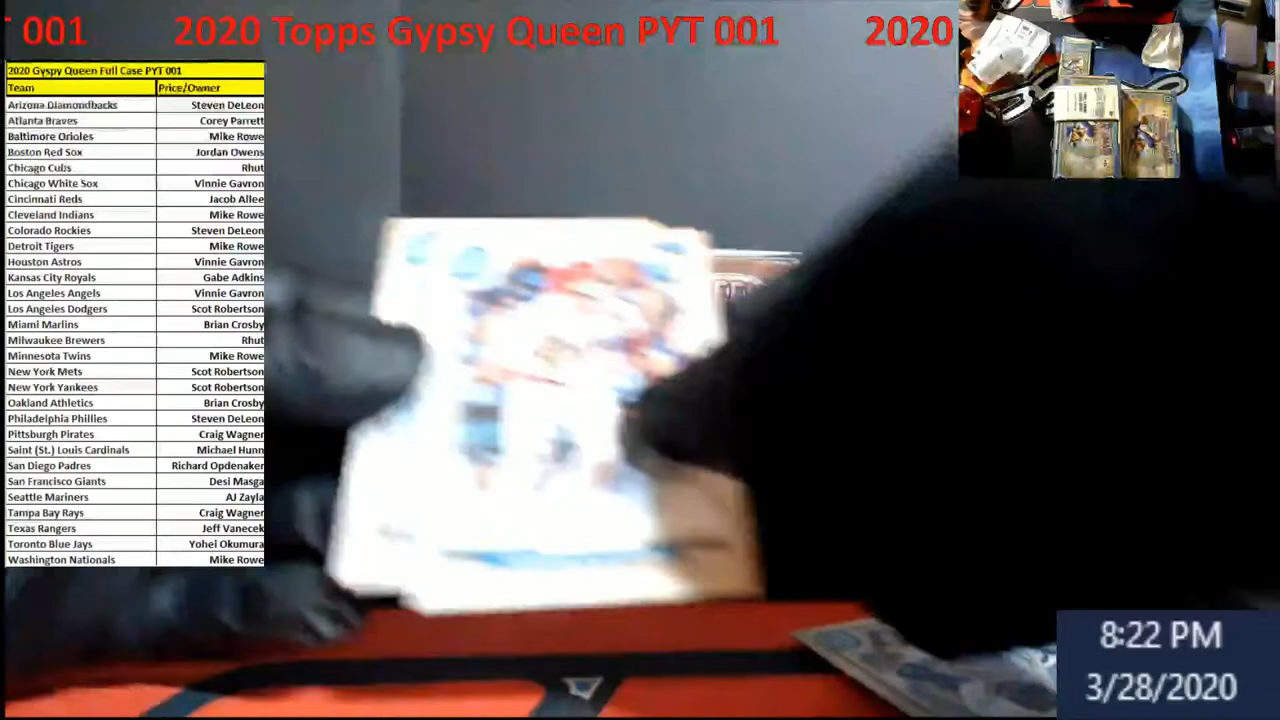 001 2020 Topps Gypsy Queen PYT 001 2020
2020 Gyspy Queen Full Case PYT 001
Team Price/Owner
Arizona Diamondbacks Steven DeLeon
Atlanta Braves Corey Parrett
Baltimore Orioles Mike Rowe
Boston Red Sox Jordan Owens
Chicago Cubs Rhut
Chicago White Sox Vinnie Gavron
Cincinnati Reds Jacob Allee
Cleveland Indians Mike Rowe
Colorado Rockies Steven DeLeon
Detroit Tigers Mike Rowe
Houston Astros Vinnie Gavron
Kansas City Royals Gabe Adkins
Los Angeles Angels Vinnie Gavron
Los Angeles Dodgers Scot Robertson
Miami Marlins Brian Crosby
Milwaukee Brewers Rhut
Minnesota Twins Mike Rowe
New York Mets Scot Robertson
New York Yankees Scot Robertson
Oakland Athletics Brian Crosby
Philadelphia Phillies Steven DeLeon
Pittsburgh Pirates Craig Wagner
Saint (St.) Louis Cardinals Michael Hunn
San Diego Padres Richard Opdenaker
San Francisco Giants Desi Masga
Seattle Mariners AJ Zayla
Tampa Bay Rays Craig Wagner
Texas Rangers Jeff Vanecek
Toronto Blue Jays Yohei Okumura
Washington Nationals Mike Rowe
8:22 PM
3/28/2020